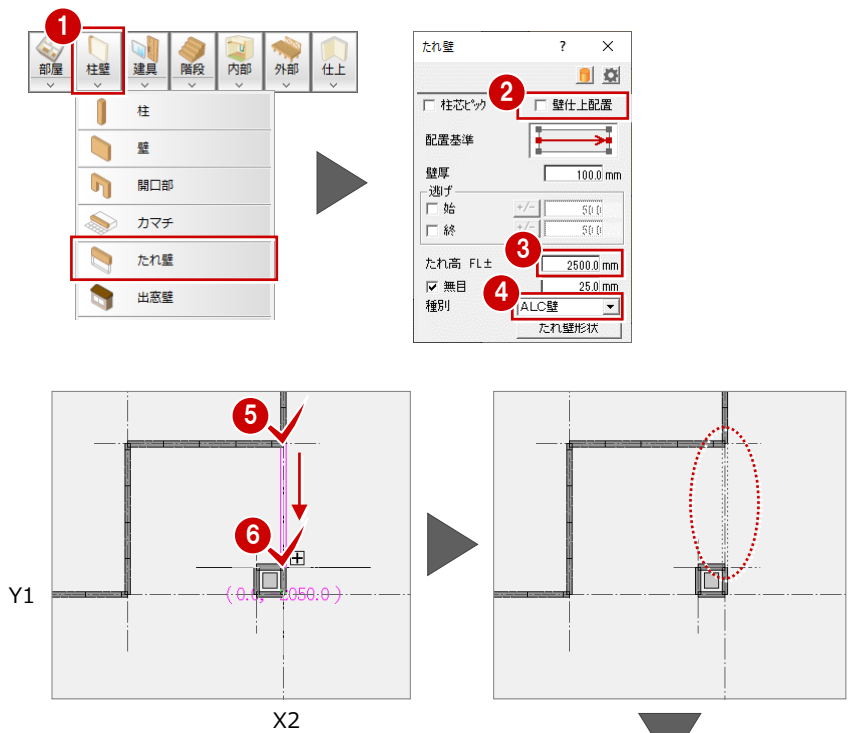 1
部屋 柱壁 建具 階段 内部 外部 仕上
柱
壁
開口部
カマチ
たれ壁
出窓壁
たれ壁 ? ×
2
柱芯ﾋﾟｯｸ 壁仕上配置
配置基準
壁厚 100.0 mm
逃げ
始 +/- 50.0
終 +/- 50.0
3
たれ高 FL± 2500.0 mm
無目 25.0 mm
4
種別 ALC壁
たれ壁形状
5
6
(0.0, 2050.0)
Y1
X2